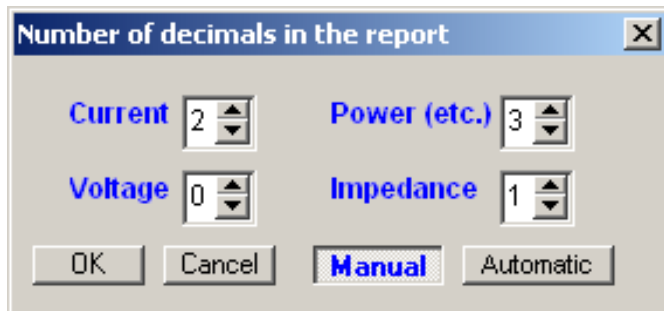 Number of decimals in the report
Current 2 Power (etc.) 3
Voltage 0 Impedance 1
OK Cancel Manual Automatic